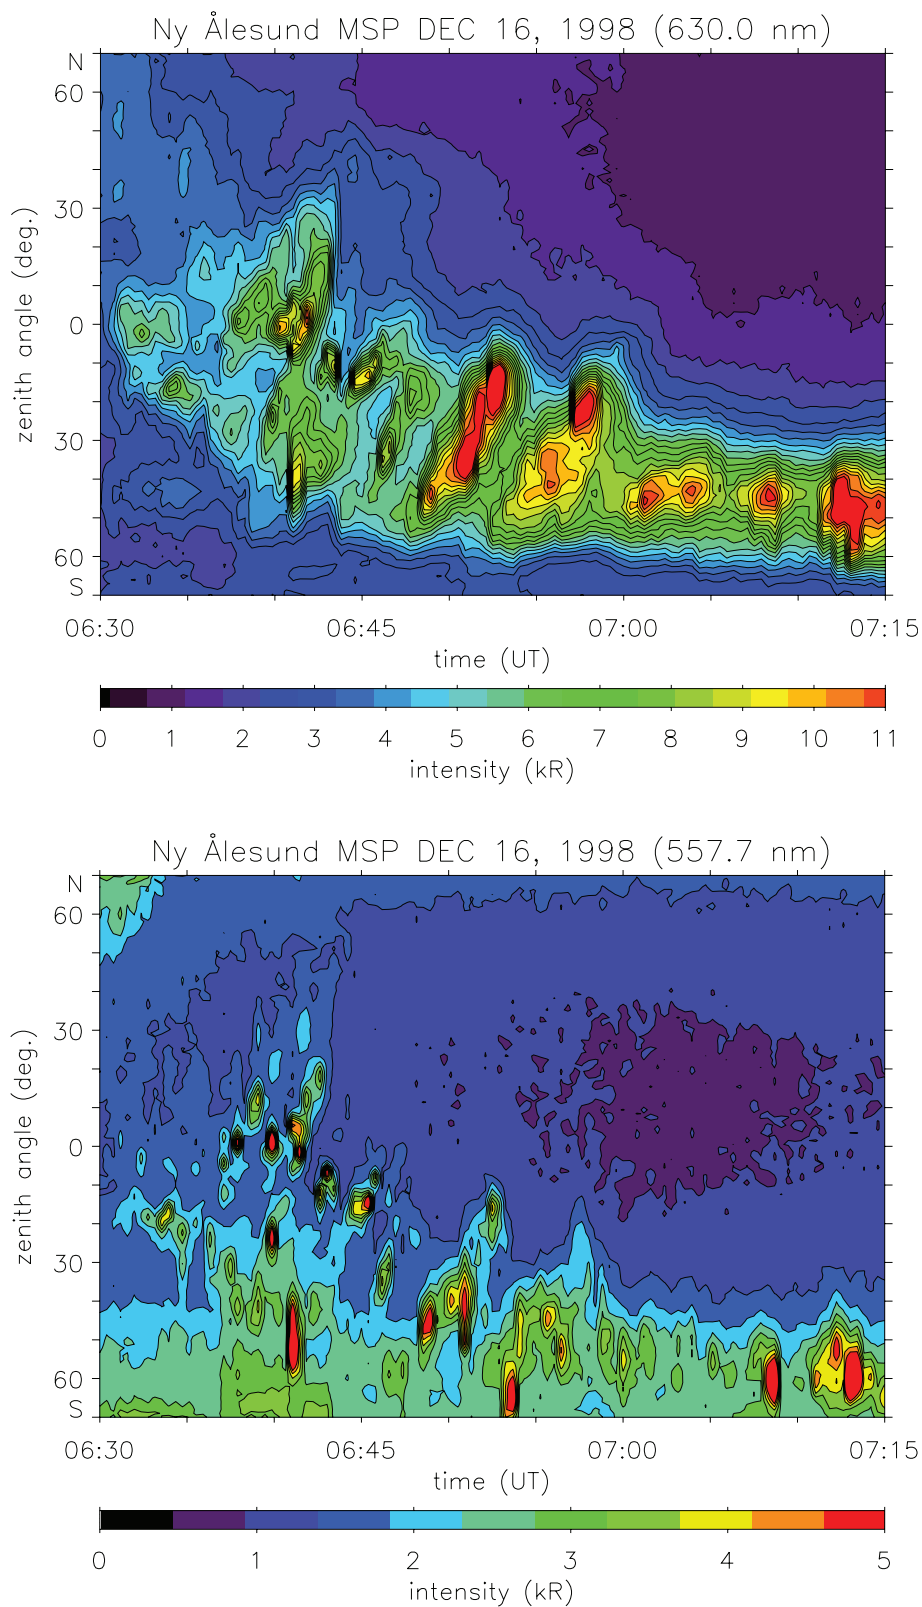 Ny Ålesund MSP DEC 16, 1998 (630.0 nm)
N
60
30
0
30
60
S
zenith angle (deg.)
06:30 06:45 07:00 07:15
time (UT)
0 1 2 3 4 5 6 7 8 9 10 11
intensity (kR)
Ny Ålesund MSP DEC 16, 1998 (557.7 nm)
N
60
30
0
30
60
S
zenith angle (deg.)
06:30 06:45 07:00 07:15
time (UT)
0 1 2 3 4 5
intensity (kR)